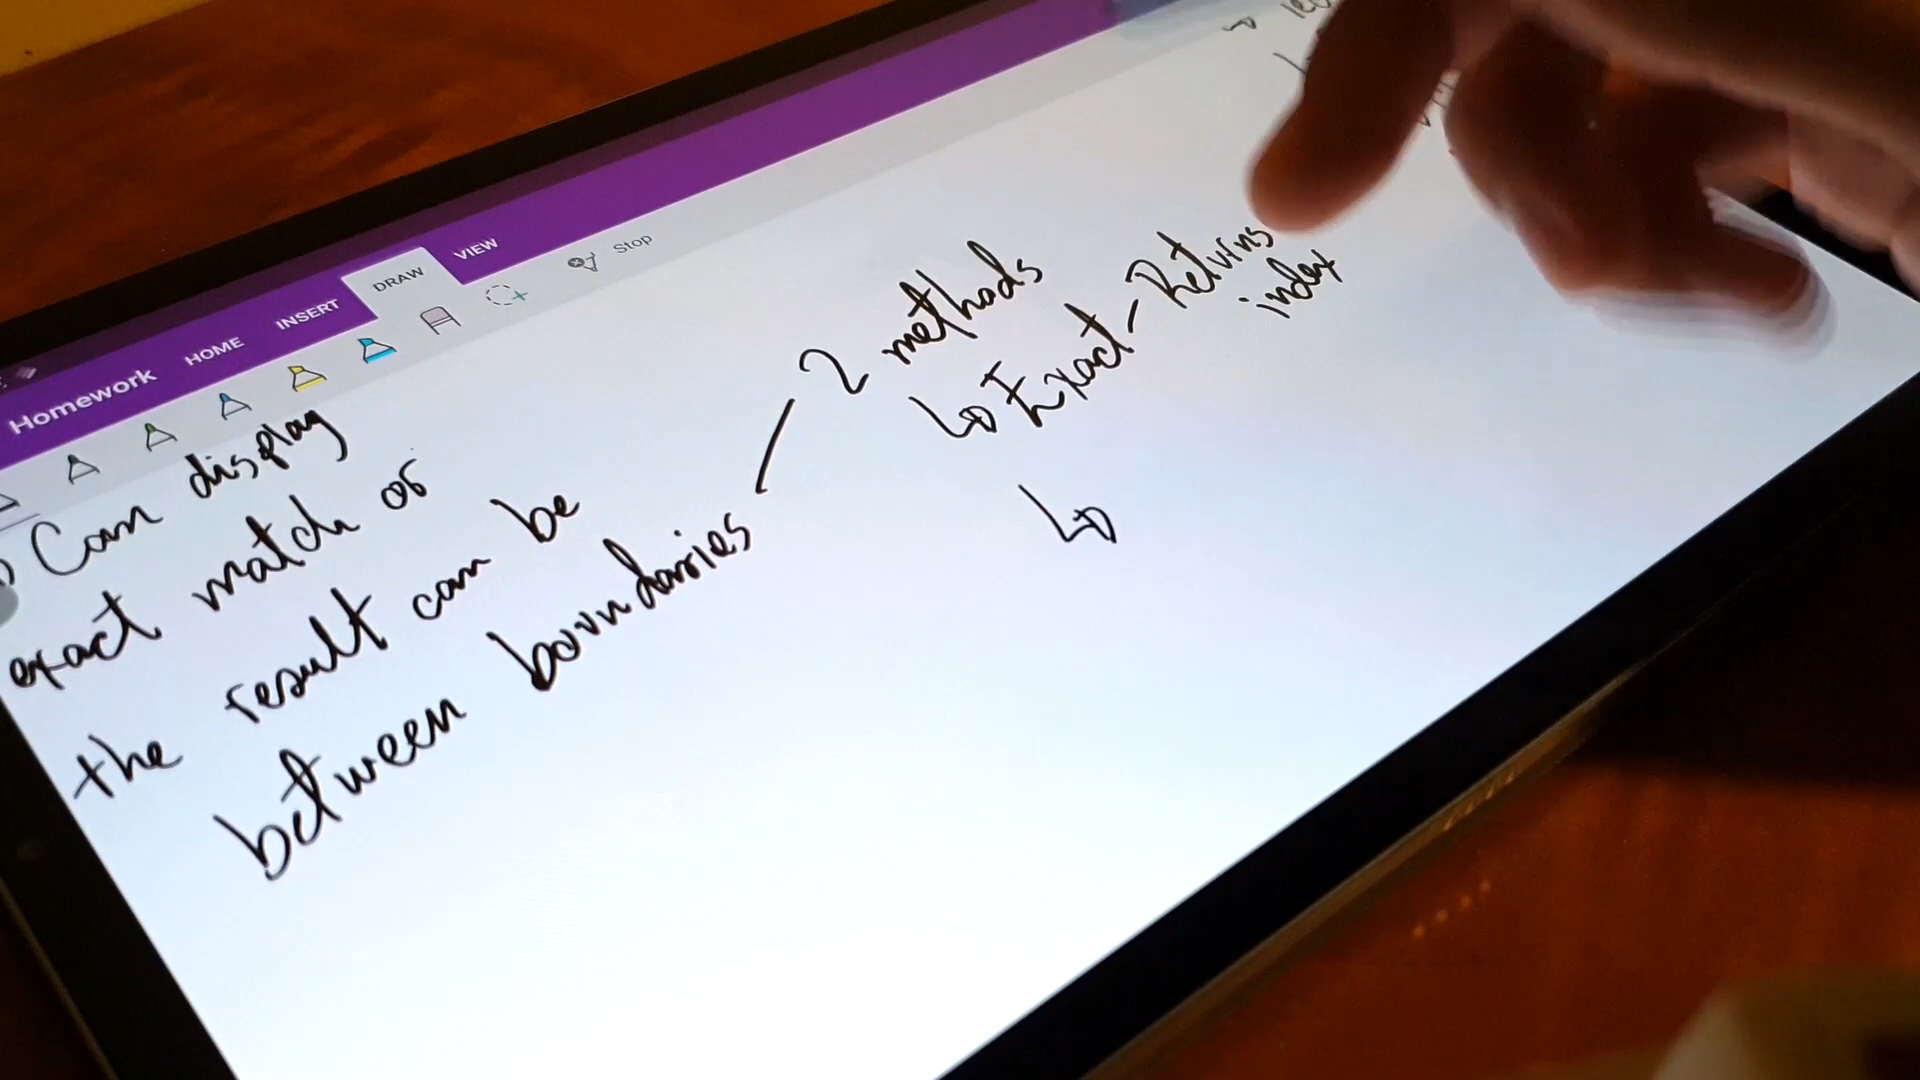 Homework HOME INSERT DRAW VIEW
Stop
Can display
exact match or
the result can be
between boundaries
2 methods
Exact - Returns
index